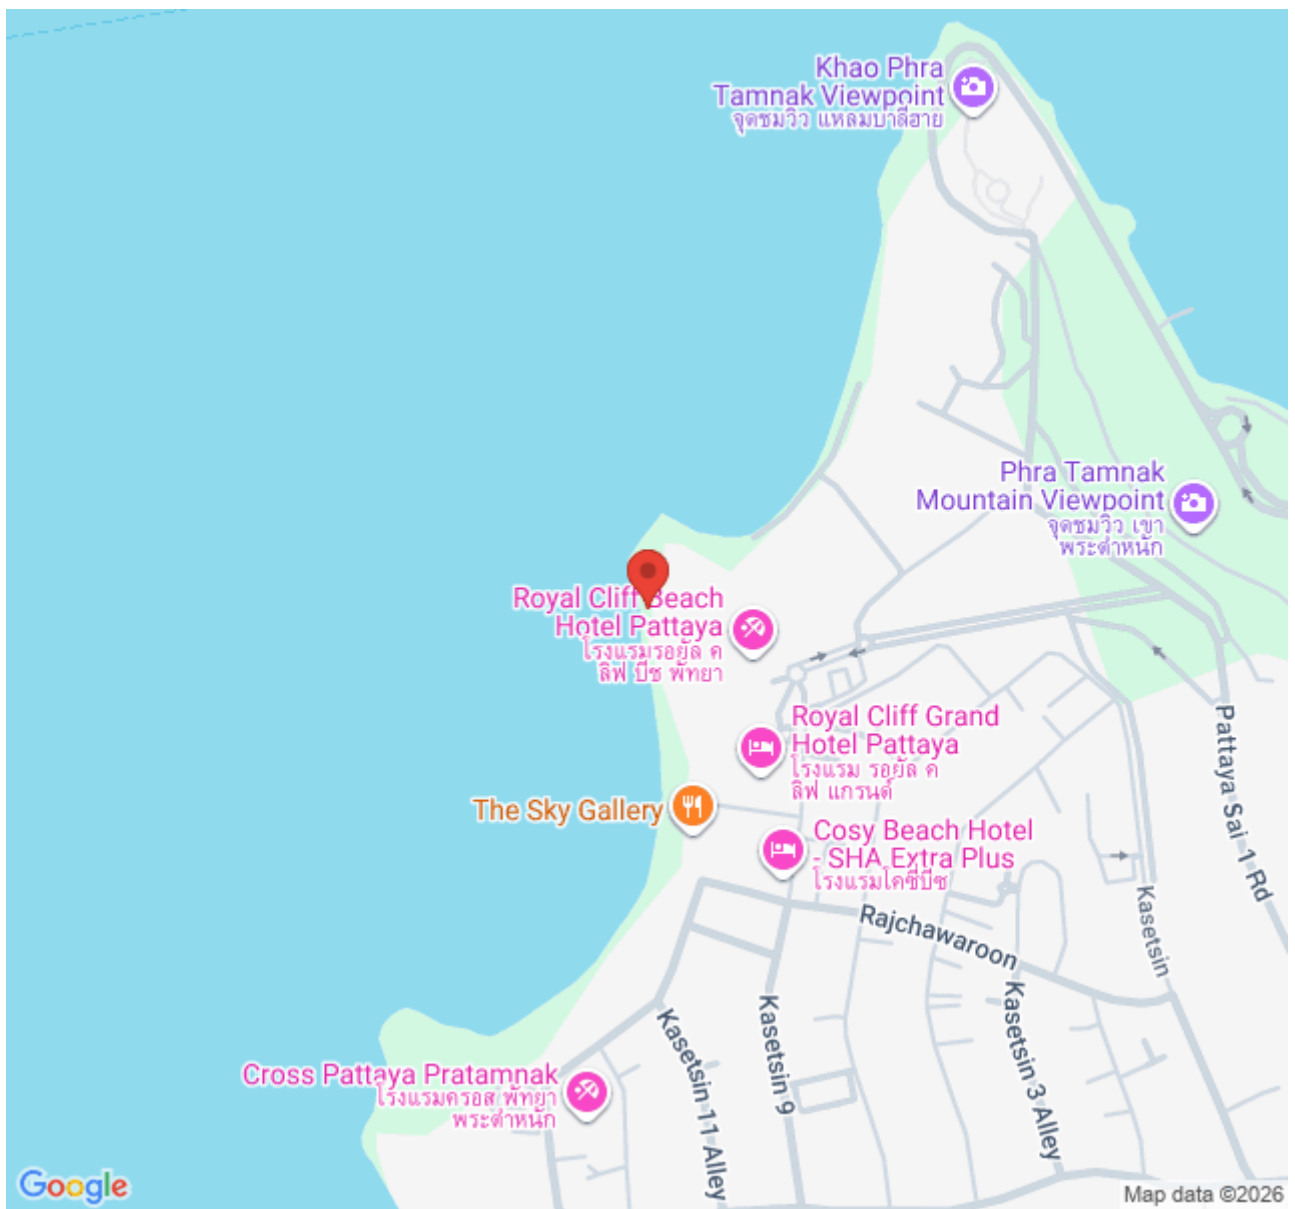 Khao Phra
Tamnak Viewpoint
จุดชมวิว แหลมบาลีฮาย
Phra Tamnak
Mountain Viewpoint
จุดชมวิว เขา
พระตำหนัก
Royal Cliff Beach
Hotel Pattaya
โรงแรมรอยัล ค
ลิฟ บีช พัทยา
Royal Cliff Grand
Hotel Pattaya
โรงแรม รอยัล ค
ลิฟ แกรนด์
Pattaya Sai 1 Rd
The Sky Gallery
Cosy Beach Hotel
- SHA Extra Plus
โรงแรมโคซี่บีช
Kasetsin
Rajchawaroon
Kasetsin 11 Alley
Kasetsin 9
Kasetsin 3 Alley
Cross Pattaya Pratamnak
โรงแรมครอส พัทยา
พระตำหนัก
Google
Map data ©2026